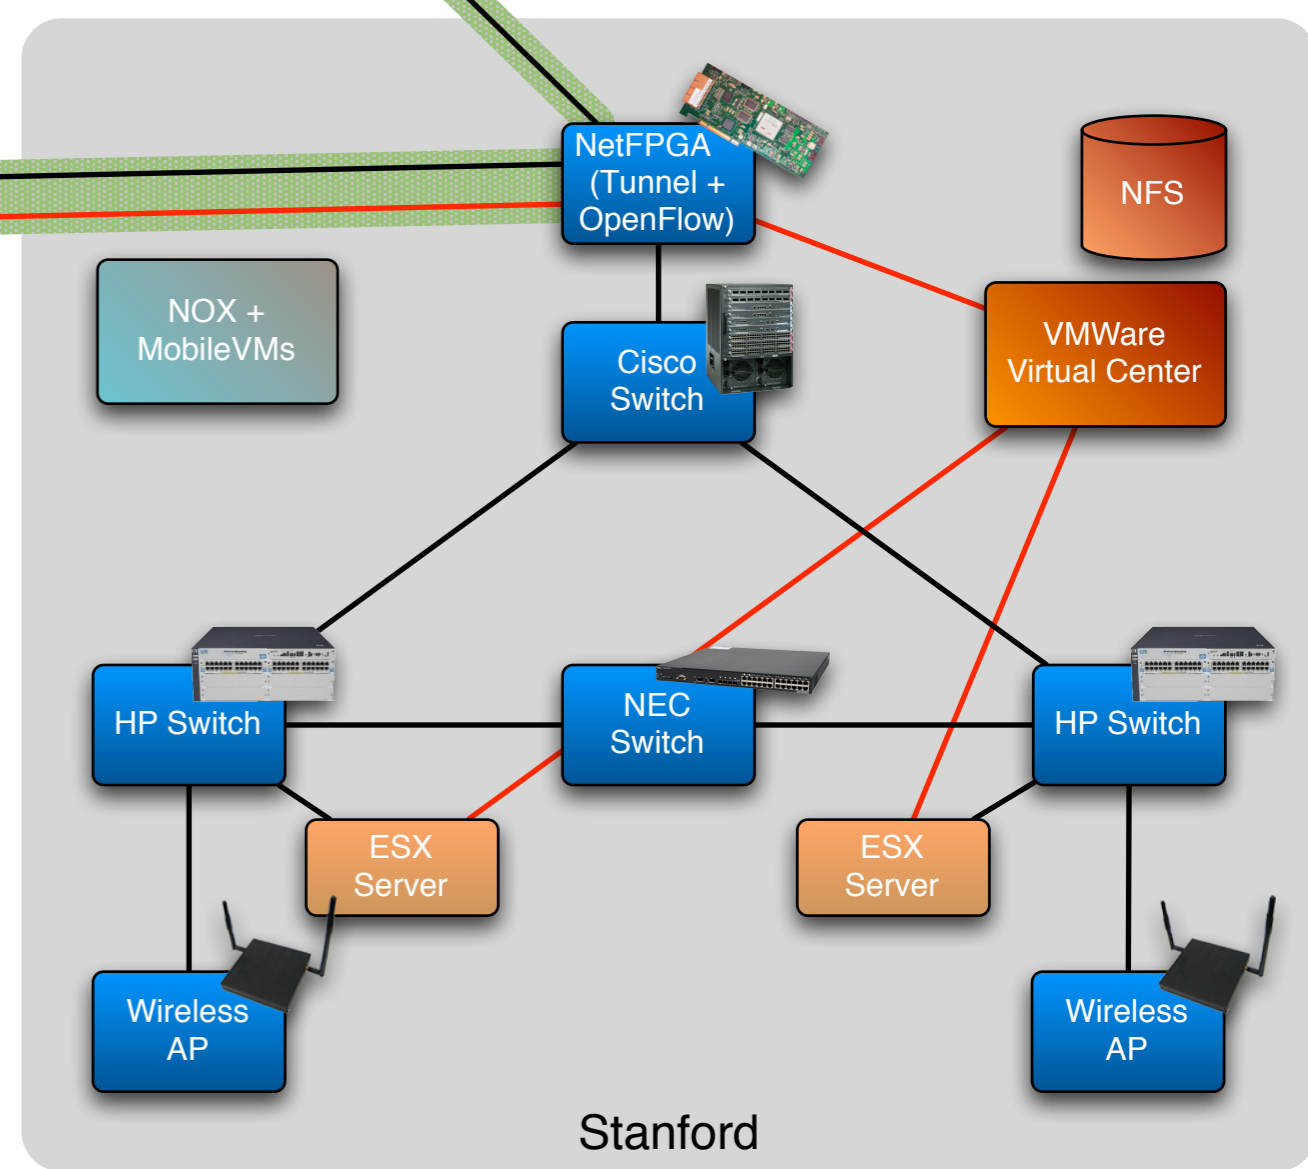 NetFPGA
(Tunnel +
OpenFlow)
NFS
NOX +
MobileVMs
VMWare
Virtual Center
Cisco
Switch
HP Switch
NEC
Switch
HP Switch
ESX
Server
ESX
Server
Wireless
AP
Wireless
AP
Stanford